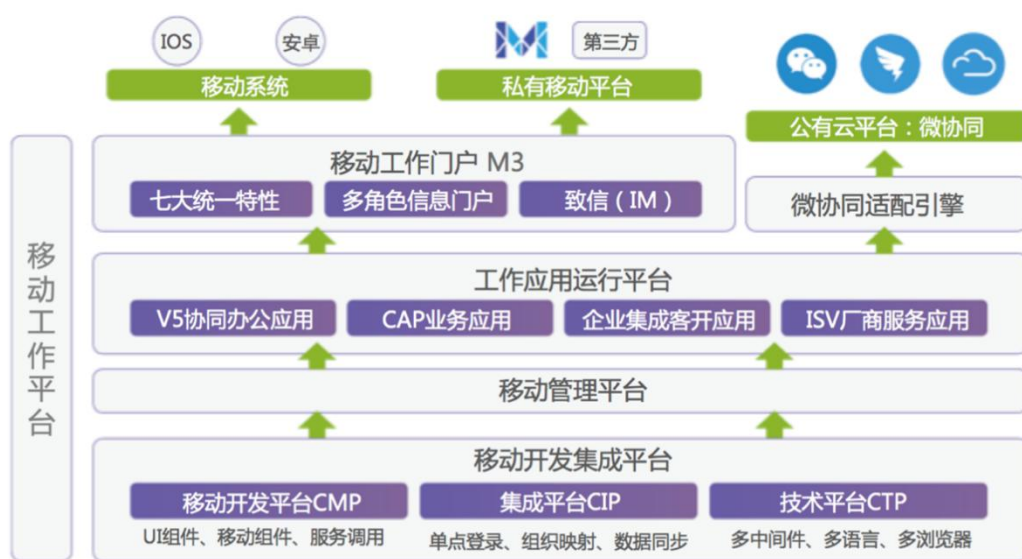 IOS
安卓
第三方
移动系统
私有移动平台
公有云平台：微协同
移动工作平台
移动工作门户 M3
七大统一特性
多角色信息门户
致信（IM）
微协同适配引擎
工作应用运行平台
V5协同办公应用
CAP业务应用
企业集成客开应用
ISV厂商服务应用
移动管理平台
移动开发集成平台
移动开发平台CMP
集成平台CIP
技术平台CTP
UI组件、移动组件、服务调用
单点登录、组织映射、数据同步
多中间件、多语言、多浏览器